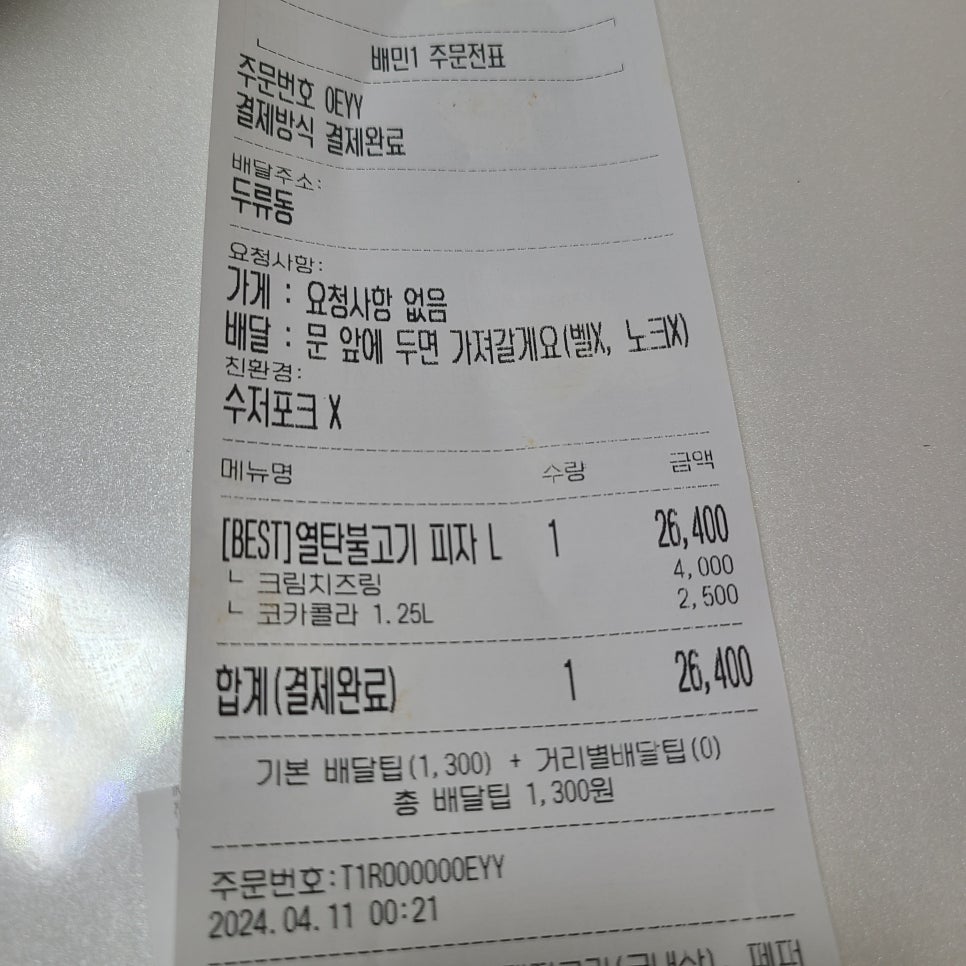 배민1 주문전표
주문번호 0EYY
결제방식 결제완료
배달주소:
두류동
요청사항:
가게 : 요청사항 없음
배달 : 문 앞에 두면 가져갈게요(벨X, 노크X)
친환경:
수저포크 X
메뉴명 수량 금액
[BEST]열탄불고기 피자 L 1 26,400
ㄴ 크림치즈링 4,000
ㄴ 코카콜라 1.25L 2,500
합계(결제완료) 1 26,400
기본 배달팁(1,300) + 거리별배달팁(0)
총 배달팁 1,300원
주문번호:T1R000000EYY
2024.04.11 00:21